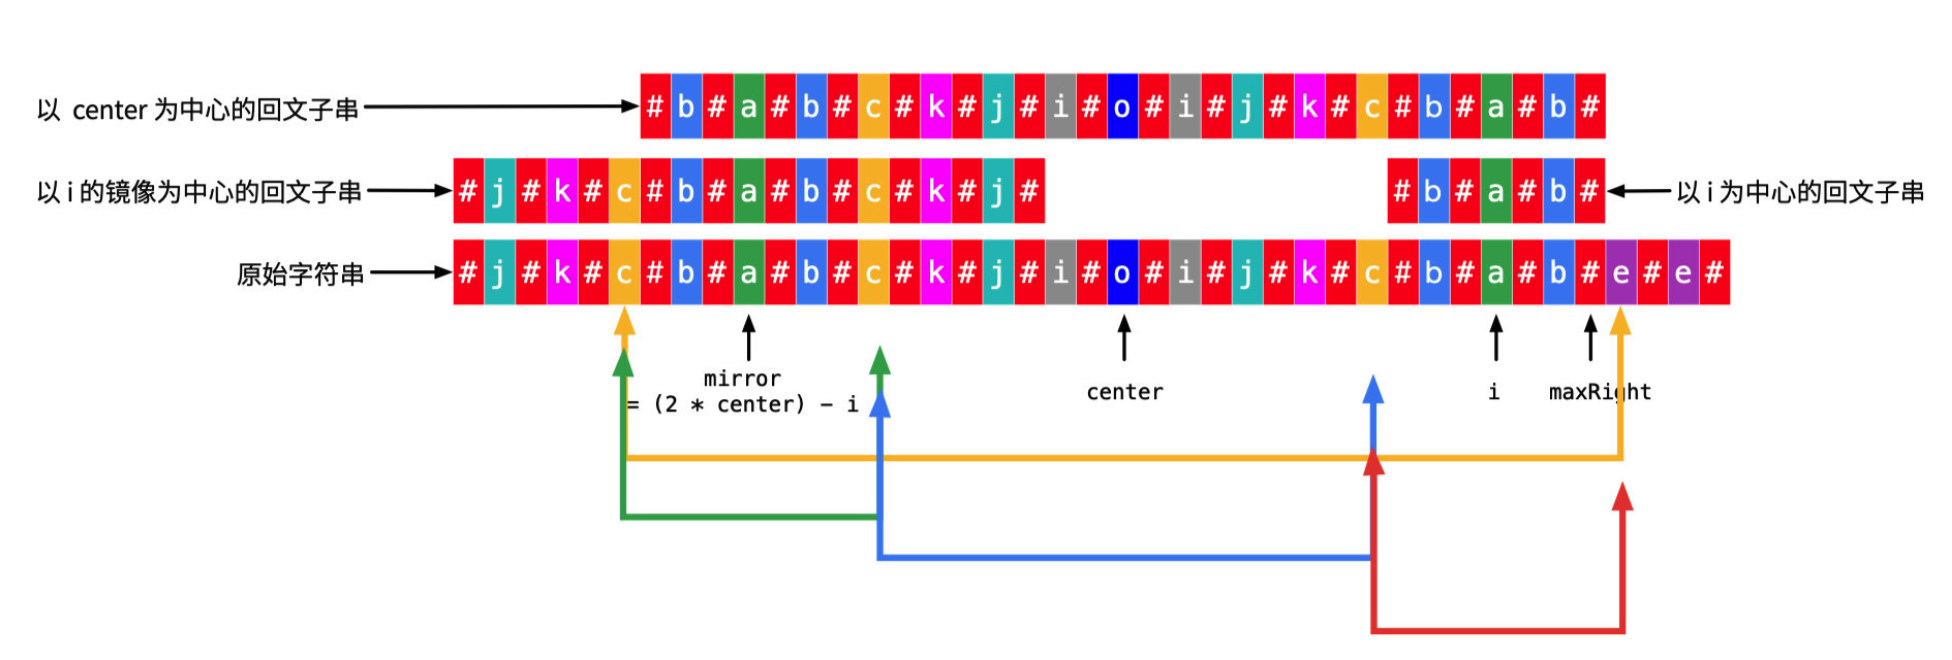 以 center 为中心的回文子串
#b#a#b#c#k#j#i#o#i#j#k#c#b#a#b#
以 i 的镜像为中心的回文子串
#j#k#c#b#a#b#c#k#j#
#b#a#b#
以 i 为中心的回文子串
原始字符串
#j#k#c#b#a#b#c#k#j#i#o#i#j#k#c#b#a#b#e#e#
mirror
= (2 * center) - i
center
i
maxRight